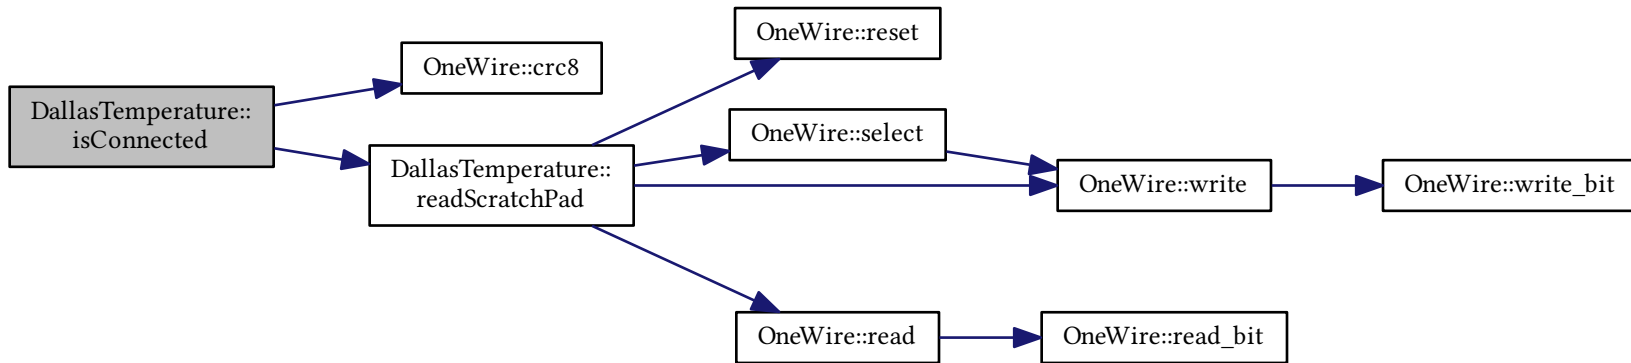 DallasTemperature::
isConnected
OneWire::crc8
DallasTemperature::
readScratchPad
OneWire::reset
OneWire::select
OneWire::write
OneWire::write_bit
OneWire::read
OneWire::read_bit